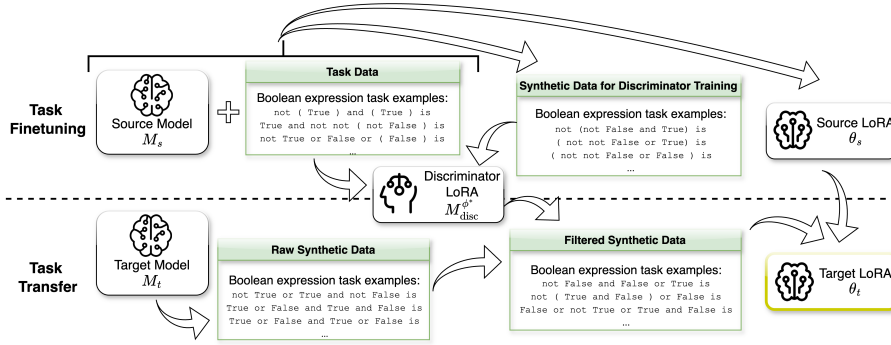 Task
Finetuning
Source Model
M_s
Task Data
Boolean expression task examples:
not ( True ) and ( True ) is
True and not not ( not False ) is
not True or False or ( False ) is
...
Synthetic Data for Discriminator Training
Boolean expression task examples:
not (not False and True) is
( not not False or True) is
( not not False or False ) is
...
Source LoRA
θ_s
Discriminator
LoRA
M_disc^ϕ*
Task
Transfer
Target Model
M_t
Raw Synthetic Data
Boolean expression task examples:
not True or True and not False is
True or False and True and False is
True or False and True or False is
...
Filtered Synthetic Data
Boolean expression task examples:
not False and False or True is
not ( True and False ) or False is
False or not True or True and False is
...
Target LoRA
θ_t